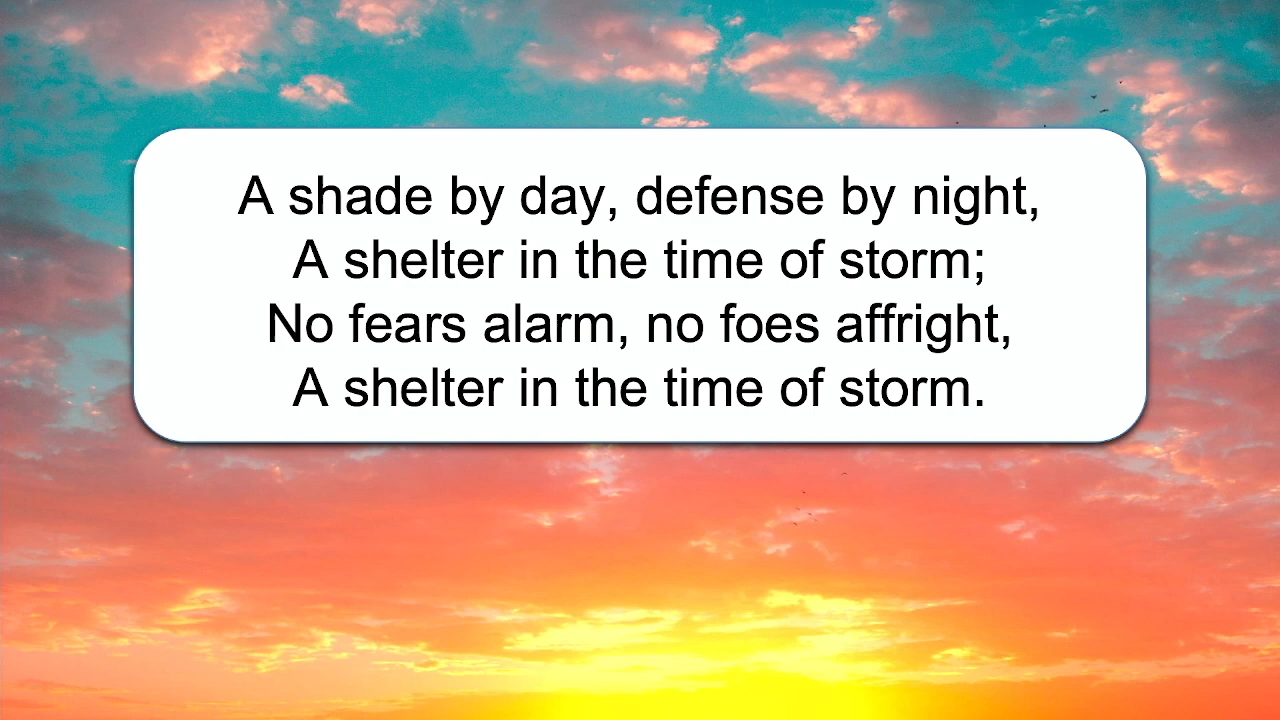 A shade by day, defense by night,
A shelter in the time of storm;
No fears alarm, no foes affright,
A shelter in the time of storm.